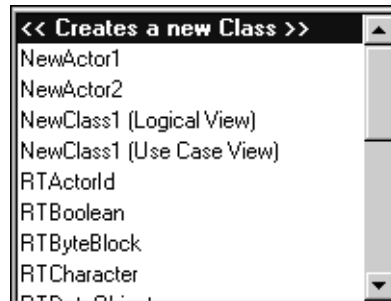 << Creates a new Class >>
NewActor1
NewActor2
NewClass1 (Logical View)
NewClass1 (Use Case View)
RTActorId
RTBoolean
RTByteBlock
RTCharacter